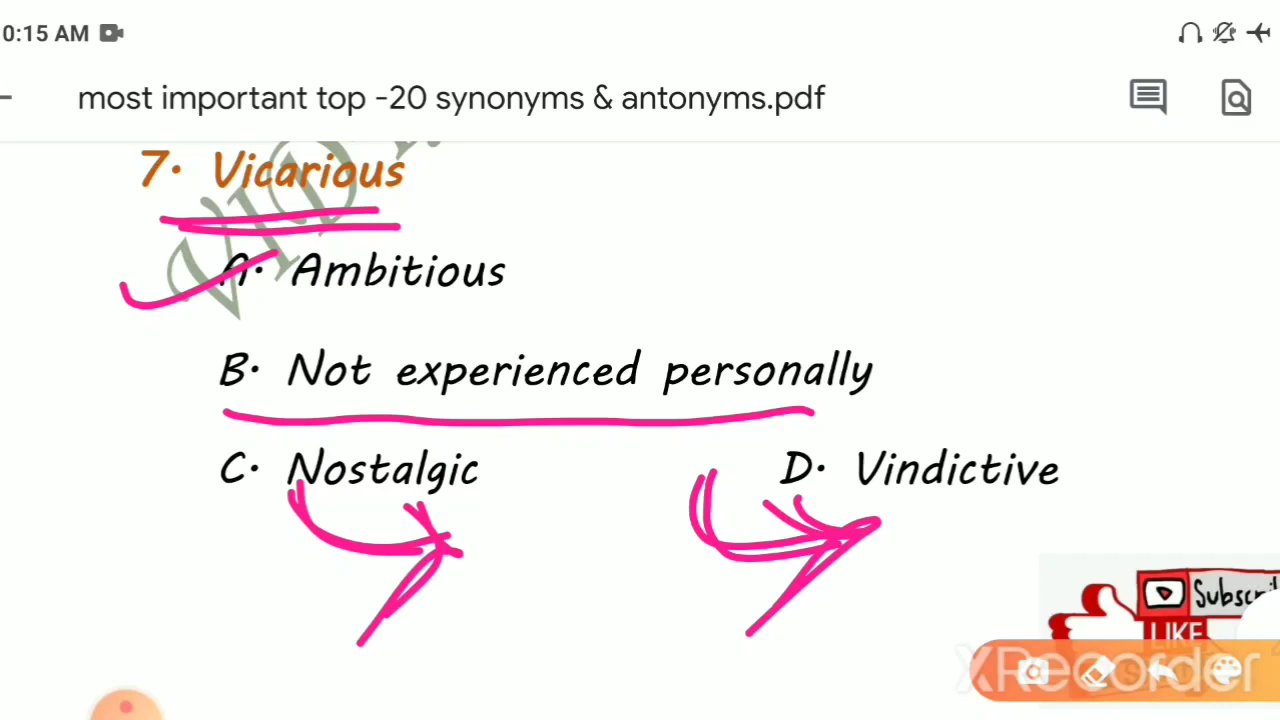 0:15 AM
most important top -20 synonyms & antonyms.pdf
7. Vicarious
A. Ambitious
B. Not experienced personally
C. Nostalgic D. Vindictive
LIKE
XRecorder